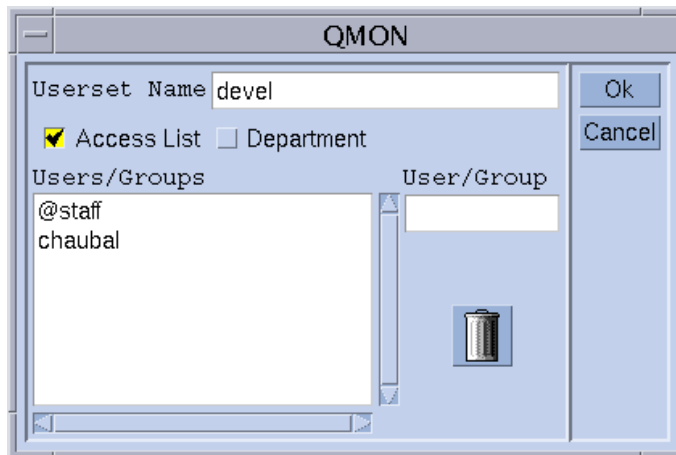 QMON
Userset Name devel
Ok
Access List Department
Cancel
Users/Groups User/Group
@staff
chaubal